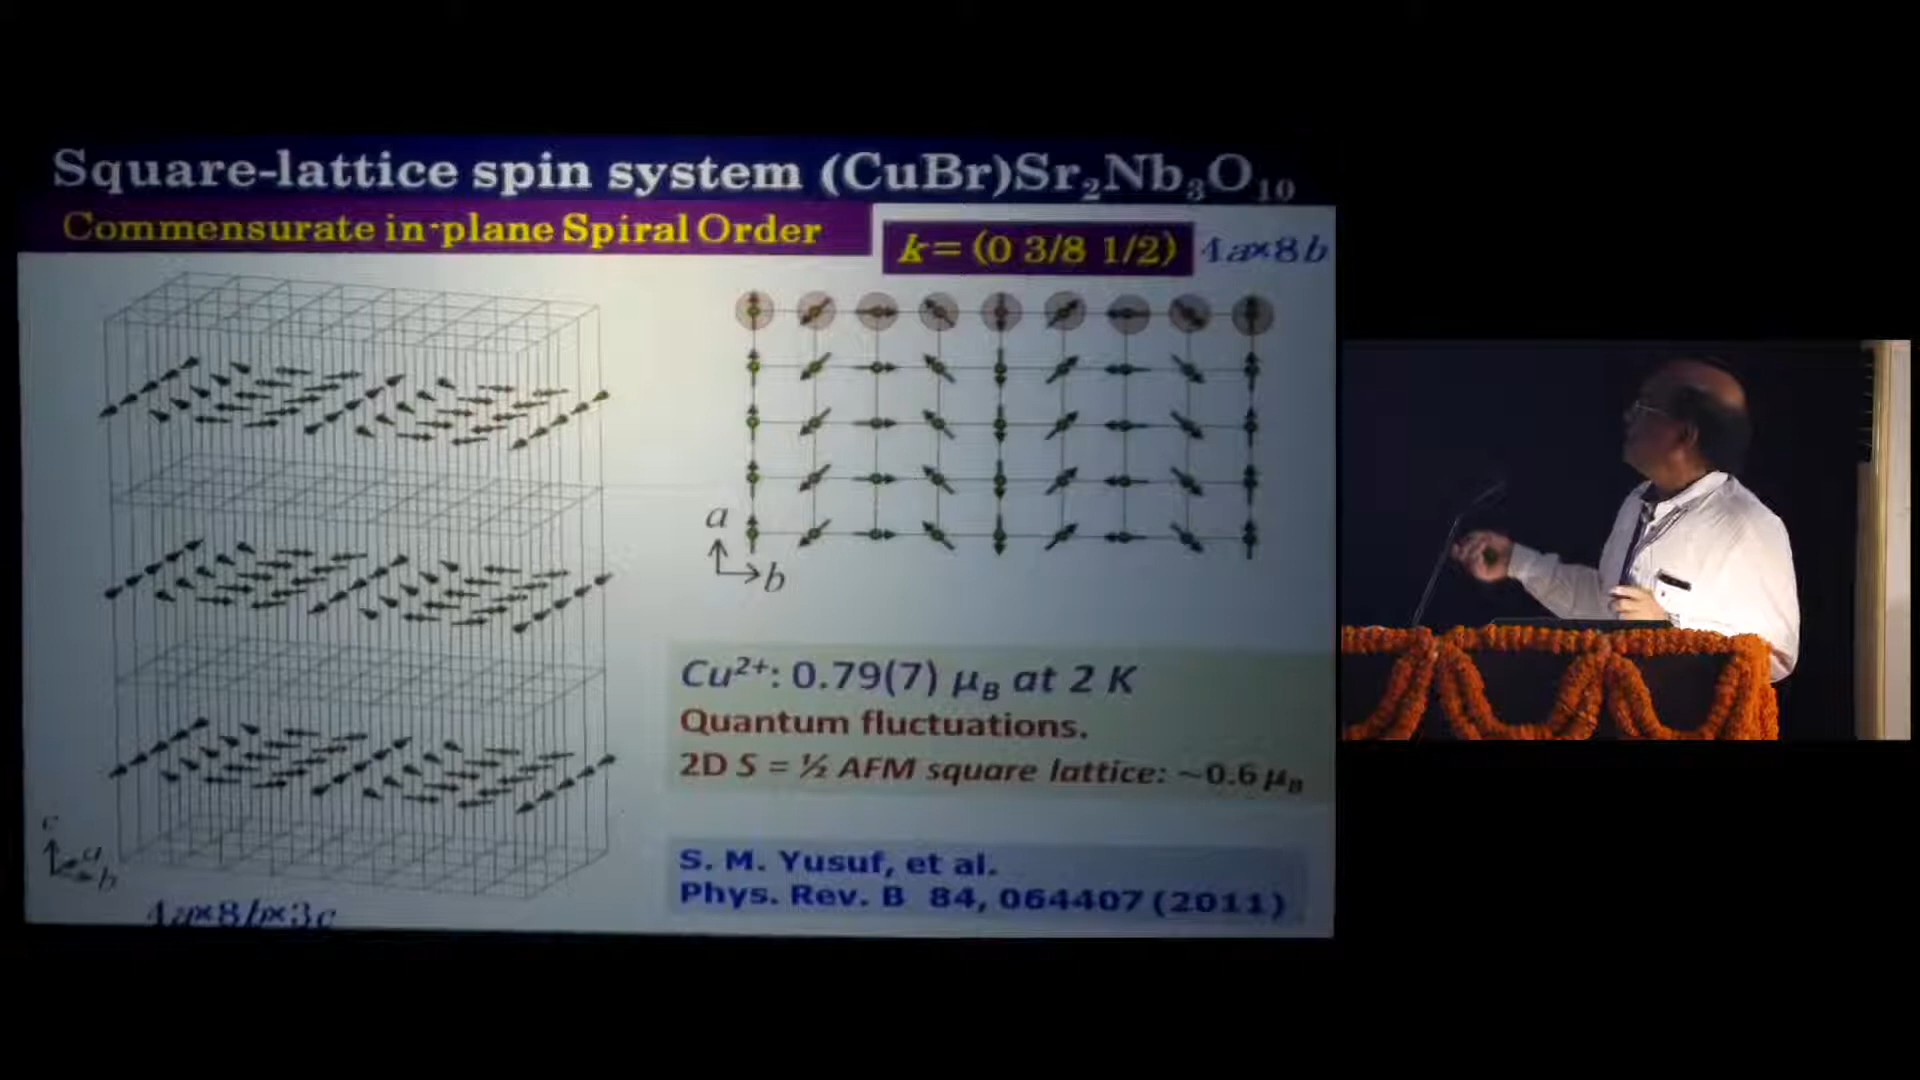 Square-lattice spin system (CuBr)Sr₂Nb₃O₁₀
Commensurate in-plane Spiral Order
k = (0 3/8 1/2)
4a×8b
a
b
Cu²⁺: 0.79(7) μB at 2 K
Quantum fluctuations.
2D S = ½ AFM square lattice: ~0.6 μB
c
a
b
4a×8b×3c
S. M. Yusuf, et al.
Phys. Rev. B 84, 064407 (2011)